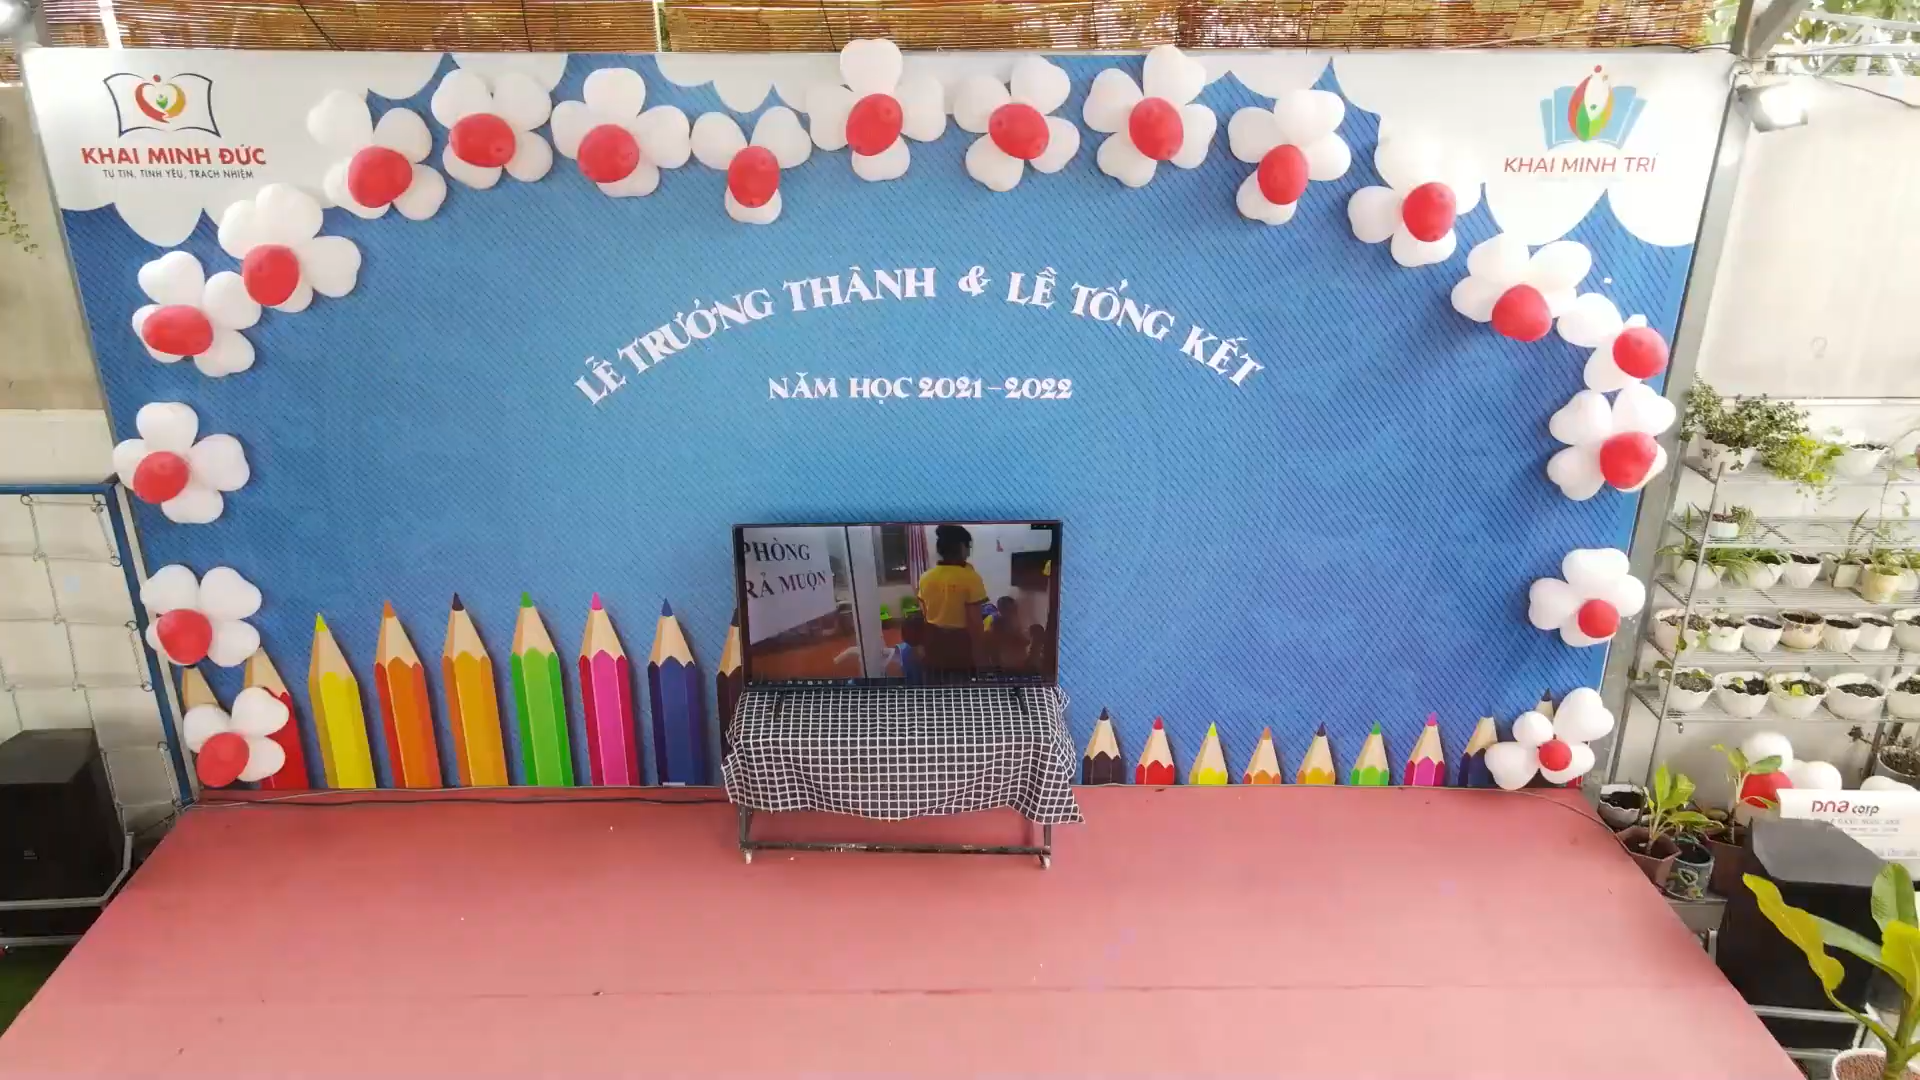 KHAI MINH ĐỨC
TỰ TIN, TÌNH YÊU, TRÁCH NHIỆM
KHAI MINH TRÍ
LỄ TRƯỞNG THÀNH & LỄ TỔNG KẾT
NĂM HỌC 2021-2022
PHÒNG
RẢ MUỘN
DNA corp